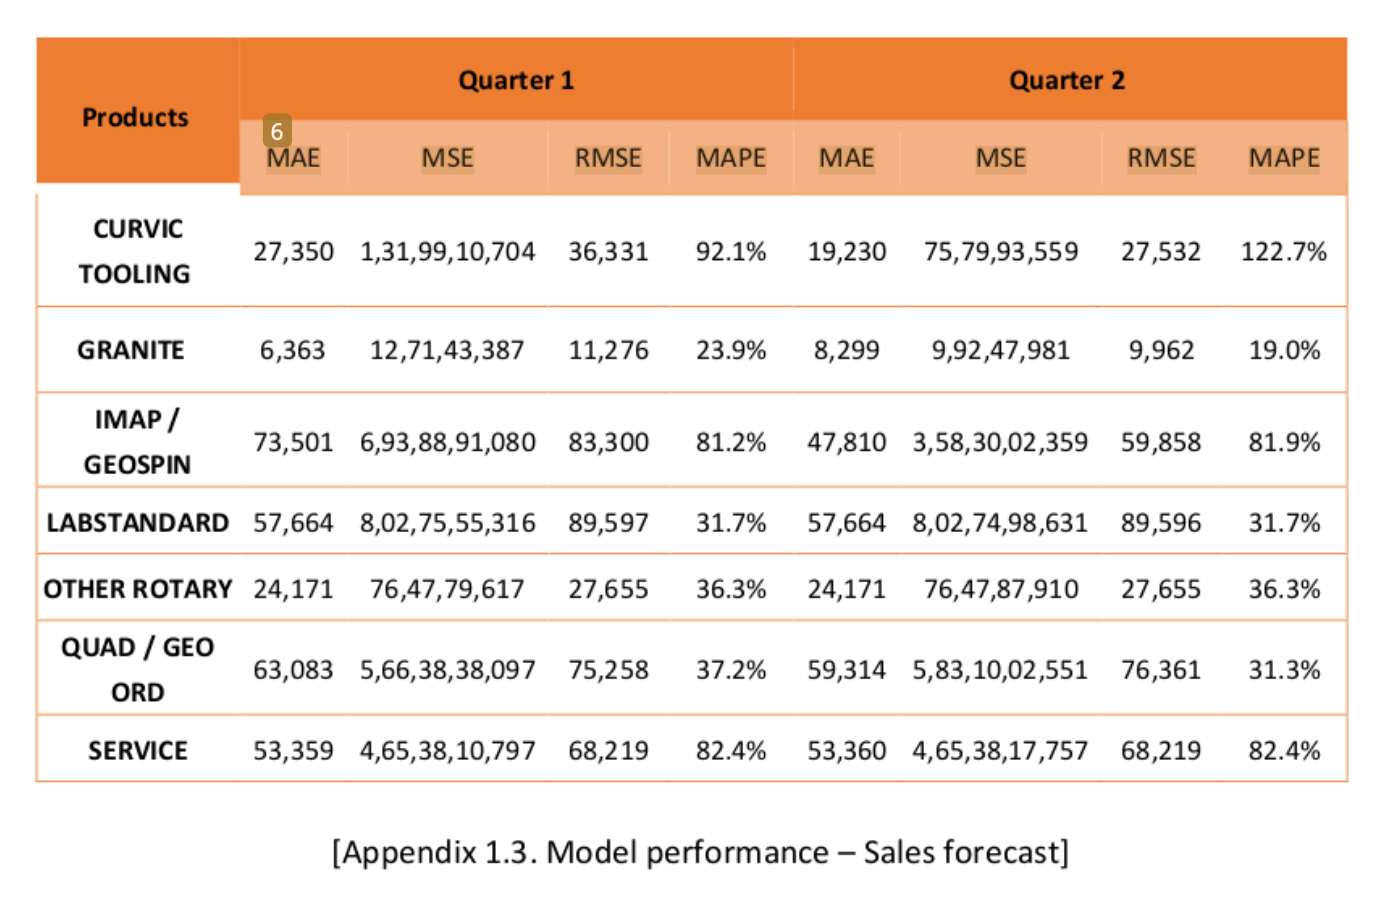 Products Quarter 1 Quarter 2
6
MAE MSE RMSE MAPE MAE MSE RMSE MAPE
CURVIC
TOOLING 27,350 1,31,99,10,704 36,331 92.1% 19,230 75,79,93,559 27,532 122.7%
GRANITE 6,363 12,71,43,387 11,276 23.9% 8,299 9,92,47,981 9,962 19.0%
IMAP /
GEOSPIN 73,501 6,93,88,91,080 83,300 81.2% 47,810 3,58,30,02,359 59,858 81.9%
LABSTANDARD 57,664 8,02,75,55,316 89,597 31.7% 57,664 8,02,74,98,631 89,596 31.7%
OTHER ROTARY 24,171 76,47,79,617 27,655 36.3% 24,171 76,47,87,910 27,655 36.3%
QUAD / GEO
ORD 63,083 5,66,38,38,097 75,258 37.2% 59,314 5,83,10,02,551 76,361 31.3%
SERVICE 53,359 4,65,38,10,797 68,219 82.4% 53,360 4,65,38,17,757 68,219 82.4%
[Appendix 1.3. Model performance – Sales forecast]